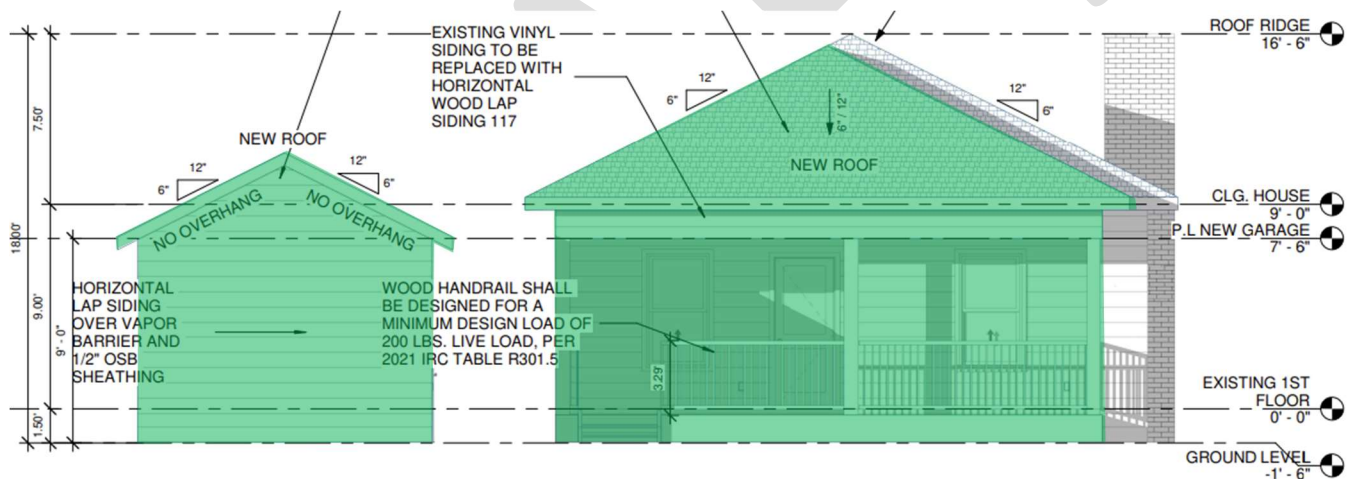 EXISTING VINYL
SIDING TO BE
REPLACED WITH
HORIZONTAL
WOOD LAP
SIDING 117
ROOF RIDGE
16' - 6"
12"
6"
12"
6"
6" / 12"
7.50'
NEW ROOF
NEW ROOF
12"
6"
12"
6"
NO OVERHANG
NO OVERHANG
CLG. HOUSE
9' - 0"
P.L NEW GARAGE
7' - 6"
18.00'
9.00'
9' - 0"
1.50'
HORIZONTAL
LAP SIDING
OVER VAPOR
BARRIER AND
1/2" OSB
SHEATHING
WOOD HANDRAIL SHALL
BE DESIGNED FOR A
MINIMUM DESIGN LOAD OF
200 LBS. LIVE LOAD, PER
2021 IRC TABLE R301.5
3.29'
EXISTING 1ST
FLOOR
0' - 0"
GROUND LEVEL
-1' - 6"